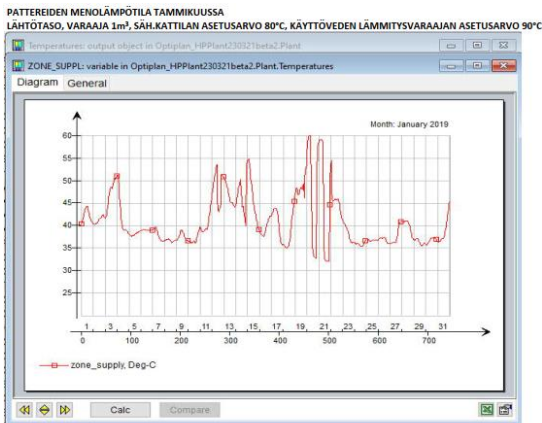 PATTEREIDEN MENOLÄMPÖTILA TAMMIKUUSSA
LÄHTÖTASO, VARAAJA 1m³, SÄH.KATTILAN ASETUSARVO 80°C, KÄYTTÖVEDEN LÄMMITYSVARAAJAN ASETUSARVO 90°C
Temperatures: output object in Optiplan_HPPlant230321beta2.Plant
ZONE_SUPPL: variable in Optiplan_HPPlant230321beta2.Plant.Temperatures
Diagram General
Month: January 2019
60
55
50
45
40
35
30
25
1 3 5 7 9 11 13 15 17 19 21 23 25 27 29 31
0 100 200 300 400 500 600 700
zone_supply, Deg-C
Calc Compare